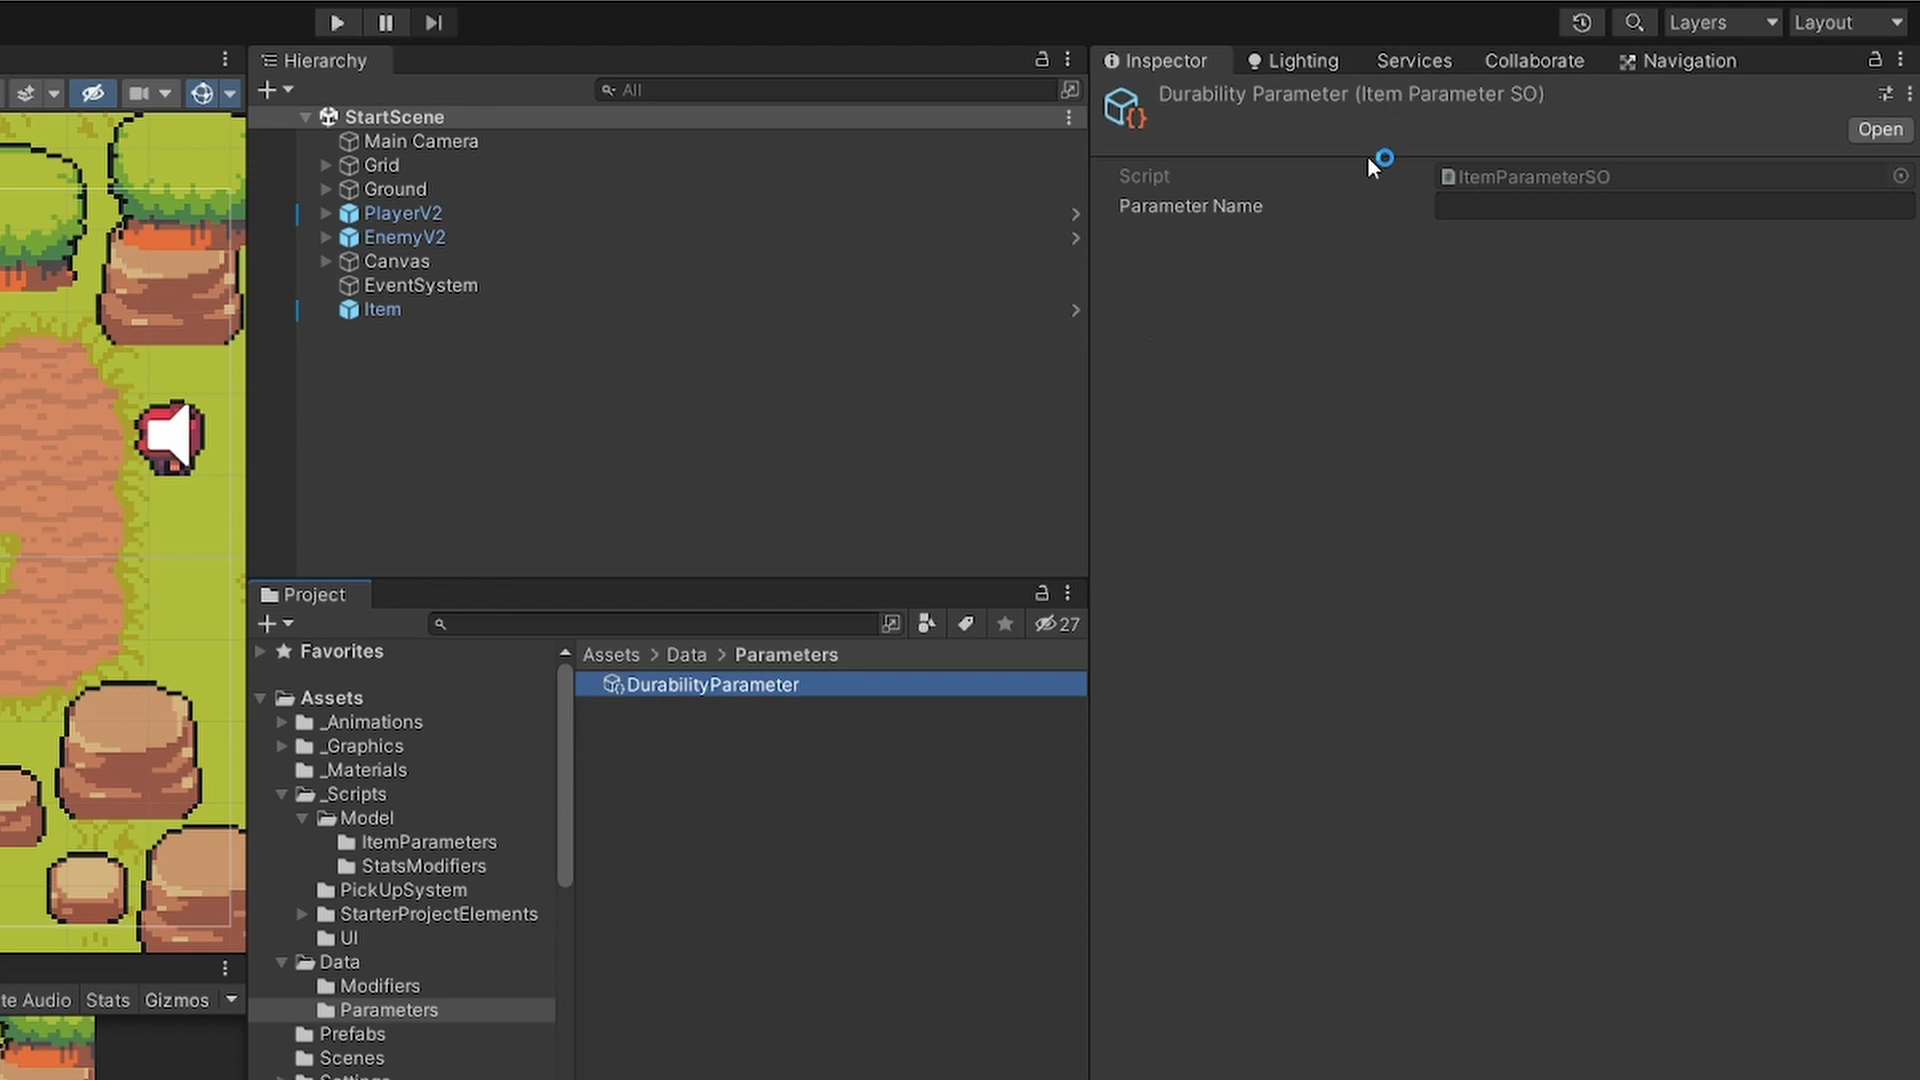 Layers
Layout
Hierarchy
All
StartScene
Main Camera
Grid
Ground
PlayerV2
EnemyV2
Canvas
EventSystem
Item
Inspector
Lighting
Services
Collaborate
Navigation
Durability Parameter (Item Parameter SO)
Open
Script
ItemParameterSO
Parameter Name
Project
27
Favorites
Assets
_Animations
_Graphics
_Materials
_Scripts
Model
ItemParameters
StatsModifiers
PickUpSystem
StarterProjectElements
UI
Data
Modifiers
Parameters
Prefabs
Scenes
Settings
Assets > Data > Parameters
DurabilityParameter
te Audio
Stats
Gizmos